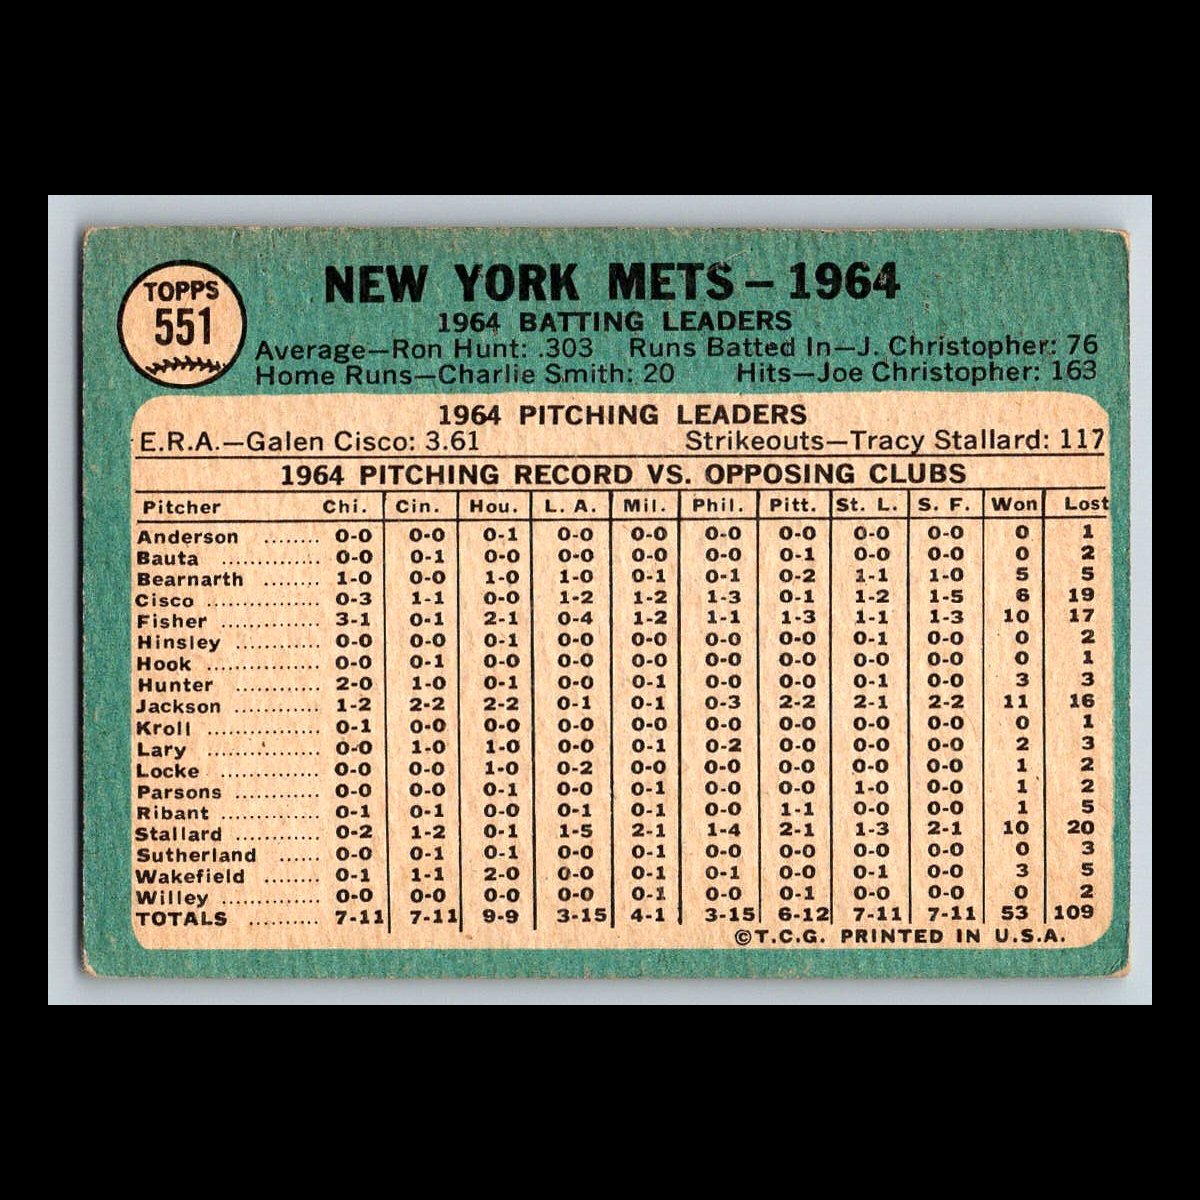 TOPPS
551
NEW YORK METS – 1964
1964 BATTING LEADERS
Average—Ron Hunt: .303 Runs Batted In—J. Christopher: 76
Home Runs—Charlie Smith: 20 Hits—Joe Christopher: 163
1964 PITCHING LEADERS
E.R.A.—Galen Cisco: 3.61 Strikeouts—Tracy Stallard: 117
1964 PITCHING RECORD VS. OPPOSING CLUBS
Pitcher Chi. Cin. Hou. L. A. Mil. Phil. Pitt. St. L. S. F. Won Lost
Anderson ........ 0-0 0-0 0-1 0-0 0-0 0-0 0-0 0-0 0-0 0 1
Bauta .............. 0-0 0-1 0-0 0-0 0-0 0-0 0-1 0-0 0-0 0 2
Bearnarth ........ 1-0 0-0 1-0 1-0 0-1 0-1 0-2 1-1 1-0 5 5
Cisco ................ 0-3 1-1 0-0 1-2 1-2 1-3 0-1 1-2 1-5 6 19
Fisher .............. 3-1 0-1 2-1 0-4 1-2 1-1 1-3 1-1 1-3 10 17
Hinsley ............ 0-0 0-0 0-1 0-0 0-0 0-0 0-0 0-1 0-0 0 2
Hook ................ 0-0 0-1 0-0 0-0 0-0 0-0 0-0 0-0 0-0 0 1
Hunter ............ 2-0 1-0 0-1 0-0 0-1 0-0 0-0 0-1 0-0 3 3
Jackson ............ 1-2 2-2 2-2 0-1 0-1 0-3 2-2 2-1 2-2 11 16
Kroll ................ 0-1 0-0 0-0 0-0 0-0 0-0 0-0 0-0 0-0 0 1
Lary ................ 0-0 1-0 1-0 0-0 0-1 0-2 0-0 0-0 0-0 2 3
Locke .............. 0-0 0-0 1-0 0-2 0-0 0-0 0-0 0-0 0-0 1 2
Parsons ............ 0-0 0-0 0-1 0-0 0-1 0-0 0-0 1-0 0-0 1 2
Ribant .............. 0-1 0-1 0-0 0-1 0-1 0-0 1-1 0-0 0-0 1 5
Stallard ............ 0-2 1-2 0-1 1-5 2-1 1-4 2-1 1-3 2-1 10 20
Sutherland ...... 0-0 0-1 0-1 0-0 0-1 0-0 0-0 0-0 0-0 0 3
Wakefield ........ 0-1 1-1 2-0 0-0 0-1 0-1 0-0 0-1 0-0 3 5
Willey .............. 0-0 0-0 0-0 0-0 0-1 0-0 0-1 0-0 0-0 0 2
TOTALS .......... 7-11 7-11 9-9 3-15 4-1 3-15 6-12 7-11 7-11 53 109
©T.C.G. PRINTED IN U.S.A.